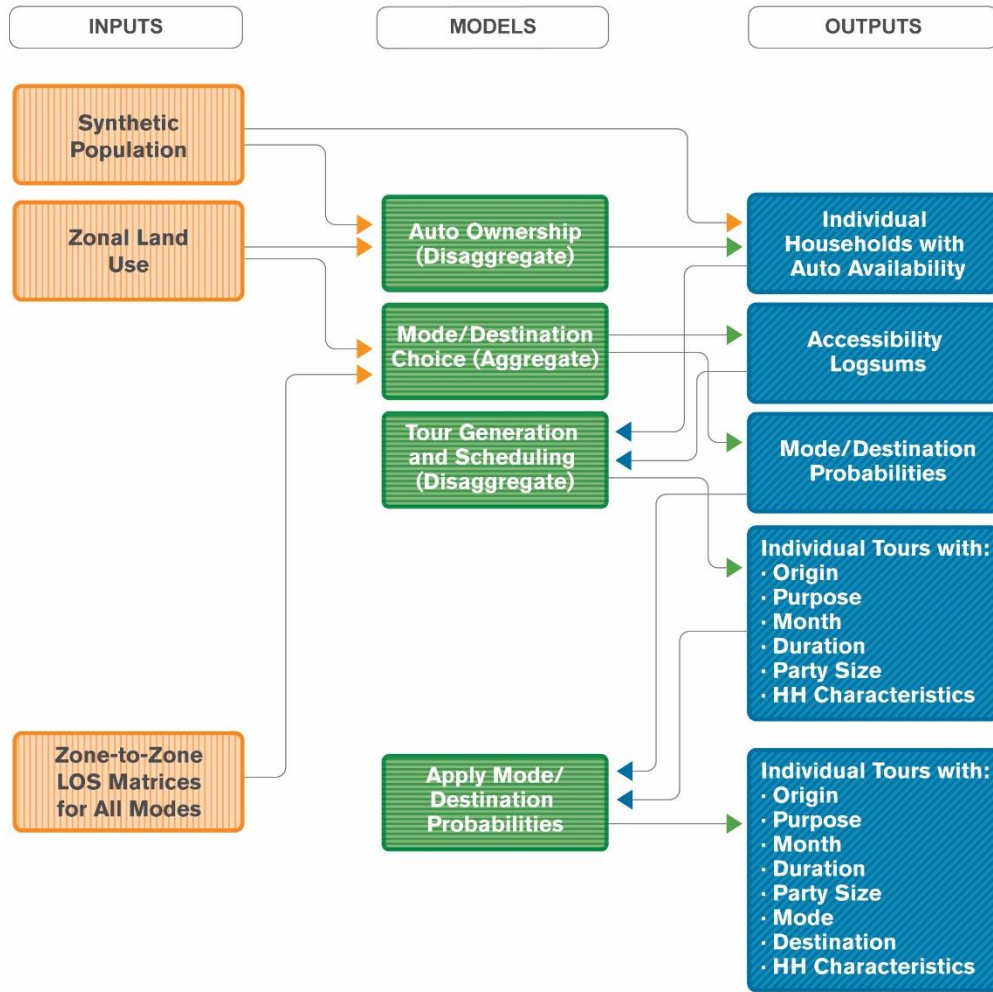 INPUTS
MODELS
OUTPUTS
Synthetic
Population
Zonal Land
Use
Auto Ownership
(Disaggregate)
Individual
Households with
Auto Availability
Mode/Destination
Choice (Aggregate)
Accessibility
Logsums
Tour Generation
and Scheduling
(Disaggregate)
Mode/Destination
Probabilities
Individual Tours with:
· Origin
· Purpose
· Month
· Duration
· Party Size
· HH Characteristics
Zone-to-Zone
LOS Matrices
for All Modes
Apply Mode/
Destination
Probabilities
Individual Tours with:
· Origin
· Purpose
· Month
· Duration
· Party Size
· Mode
· Destination
· HH Characteristics